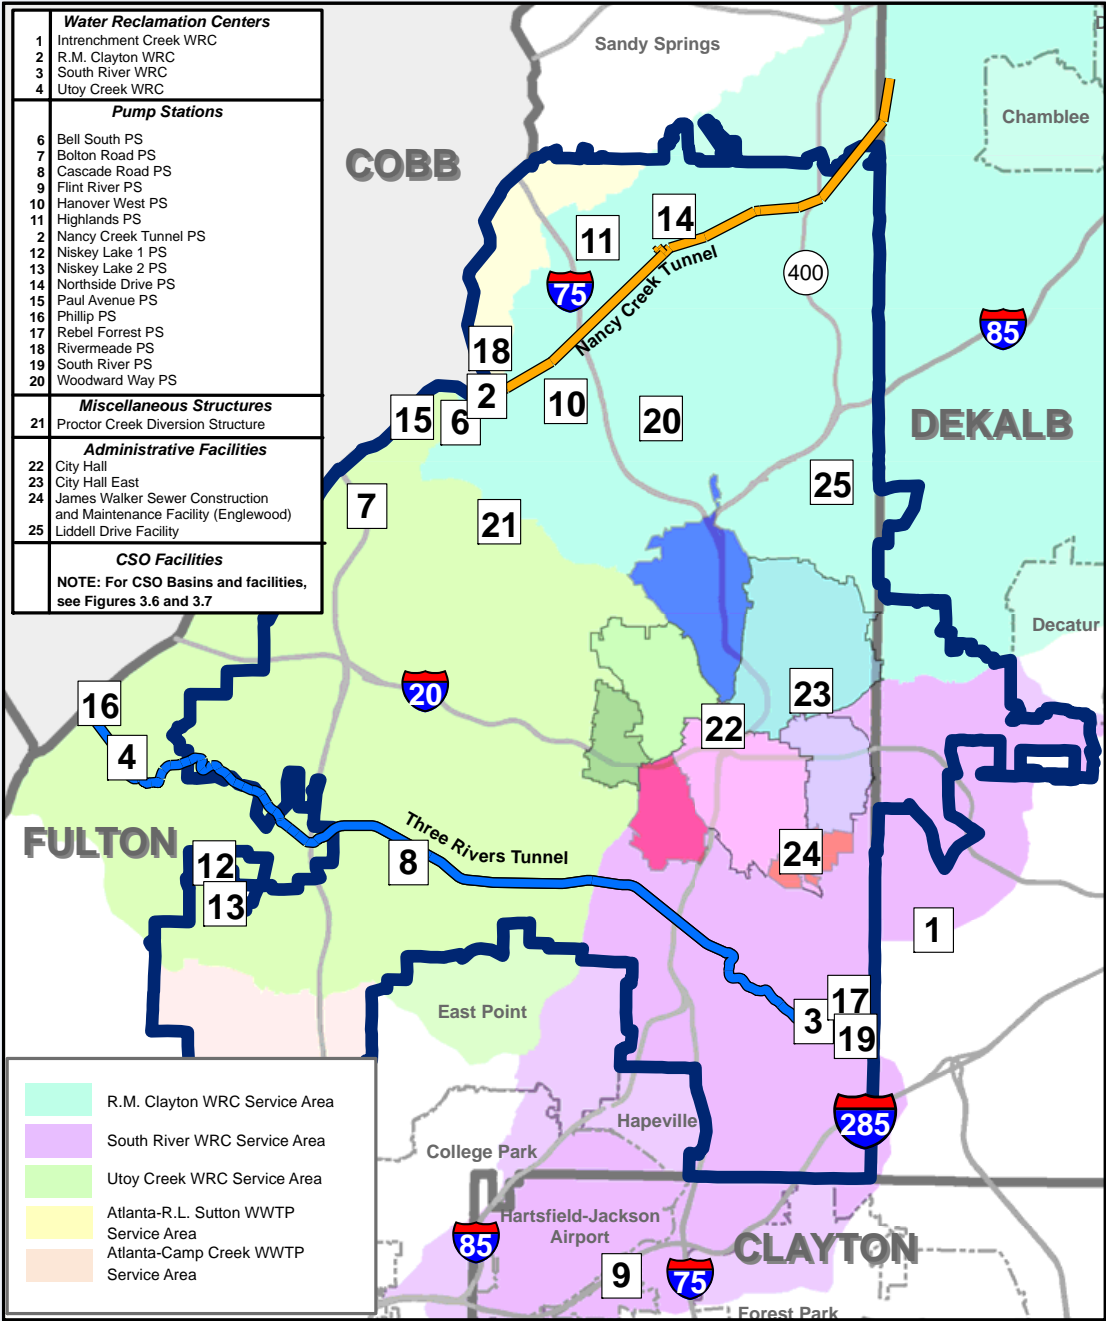 Water Reclamation Centers
1 Intrenchment Creek WRC
2 R.M. Clayton WRC
3 South River WRC
4 Utoy Creek WRC
Pump Stations
6 Bell South PS
7 Bolton Road PS
8 Cascade Road PS
9 Flint River PS
10 Hanover West PS
11 Highlands PS
2 Nancy Creek Tunnel PS
12 Niskey Lake 1 PS
13 Niskey Lake 2 PS
14 Northside Drive PS
15 Paul Avenue PS
16 Phillip PS
17 Rebel Forrest PS
18 Rivermeade PS
19 South River PS
20 Woodward Way PS
Miscellaneous Structures
21 Proctor Creek Diversion Structure
Administrative Facilities
22 City Hall
23 City Hall East
24 James Walker Sewer Construction
and Maintenance Facility (Englewood)
25 Liddell Drive Facility
CSO Facilities
NOTE: For CSO Basins and facilities,
see Figures 3.6 and 3.7
Sandy Springs
Chamblee
COBB
14
11
400
75
Nancy Creek Tunnel
85
18
2
10
15
6
20
DEKALB
25
7
21
Decatur
20
23
16
22
4
FULTON
Three Rivers Tunnel
8
24
12
13
1
17
East Point
3
19
Hapeville
285
College Park
Hartsfield-Jackson
Airport
85
CLAYTON
9
75
Forest Park
R.M. Clayton WRC Service Area
South River WRC Service Area
Utoy Creek WRC Service Area
Atlanta-R.L. Sutton WWTP
Service Area
Atlanta-Camp Creek WWTP
Service Area